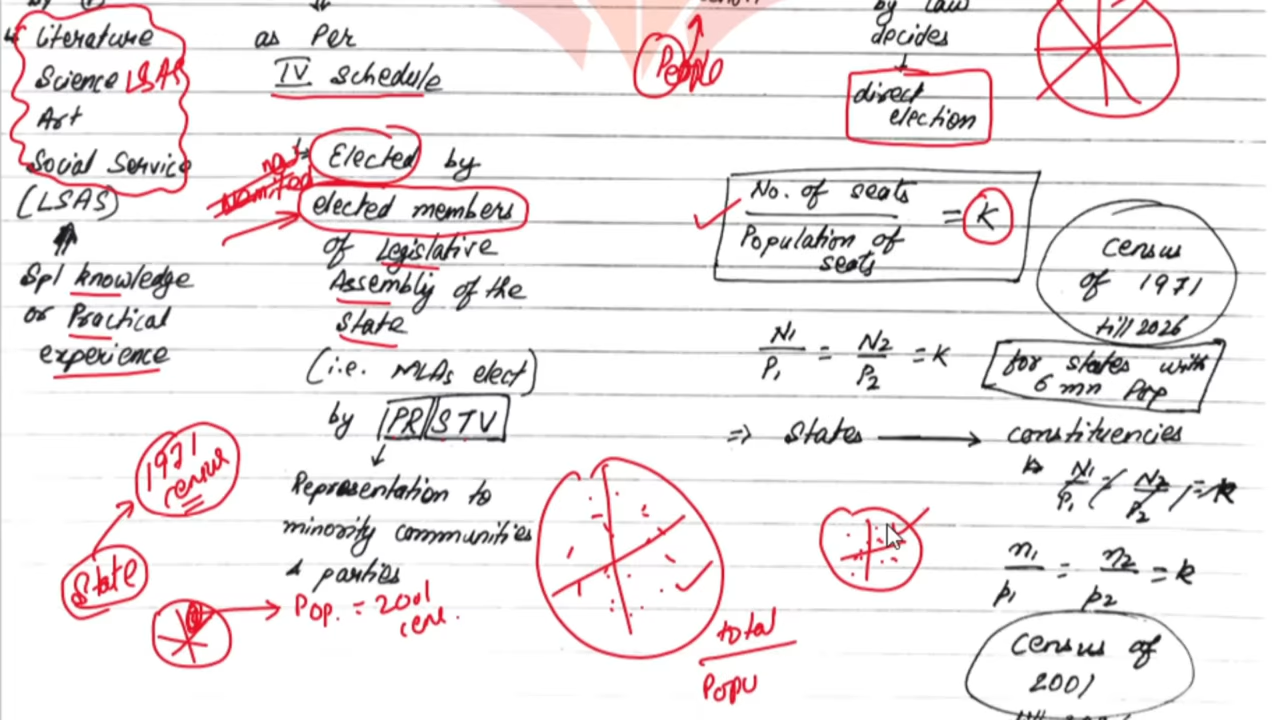 Literature
Science LSAS
Art
Social Service
(LSAS)
Spl knowledge
or Practical
experience
as Per
IV schedule
Elected by
elected members
of Legislative
Assembly of the
State
(i.e. MLAs elect)
by PR STV
Representation to
minority communities
& parties
Pop. = 2001
cen.
1971
census
State
People
by law
decides
direct
election
No. of seats
Population of
seats
= K
N1/P1 = N2/P2 = K
census
of 1971
till 2026
for states with
6 mn Pop
⇒ States → constituencies
N1/P1 = N2/P2 = K
n1/p1 = n2/p2 = k
total
Popu
Census of
2001